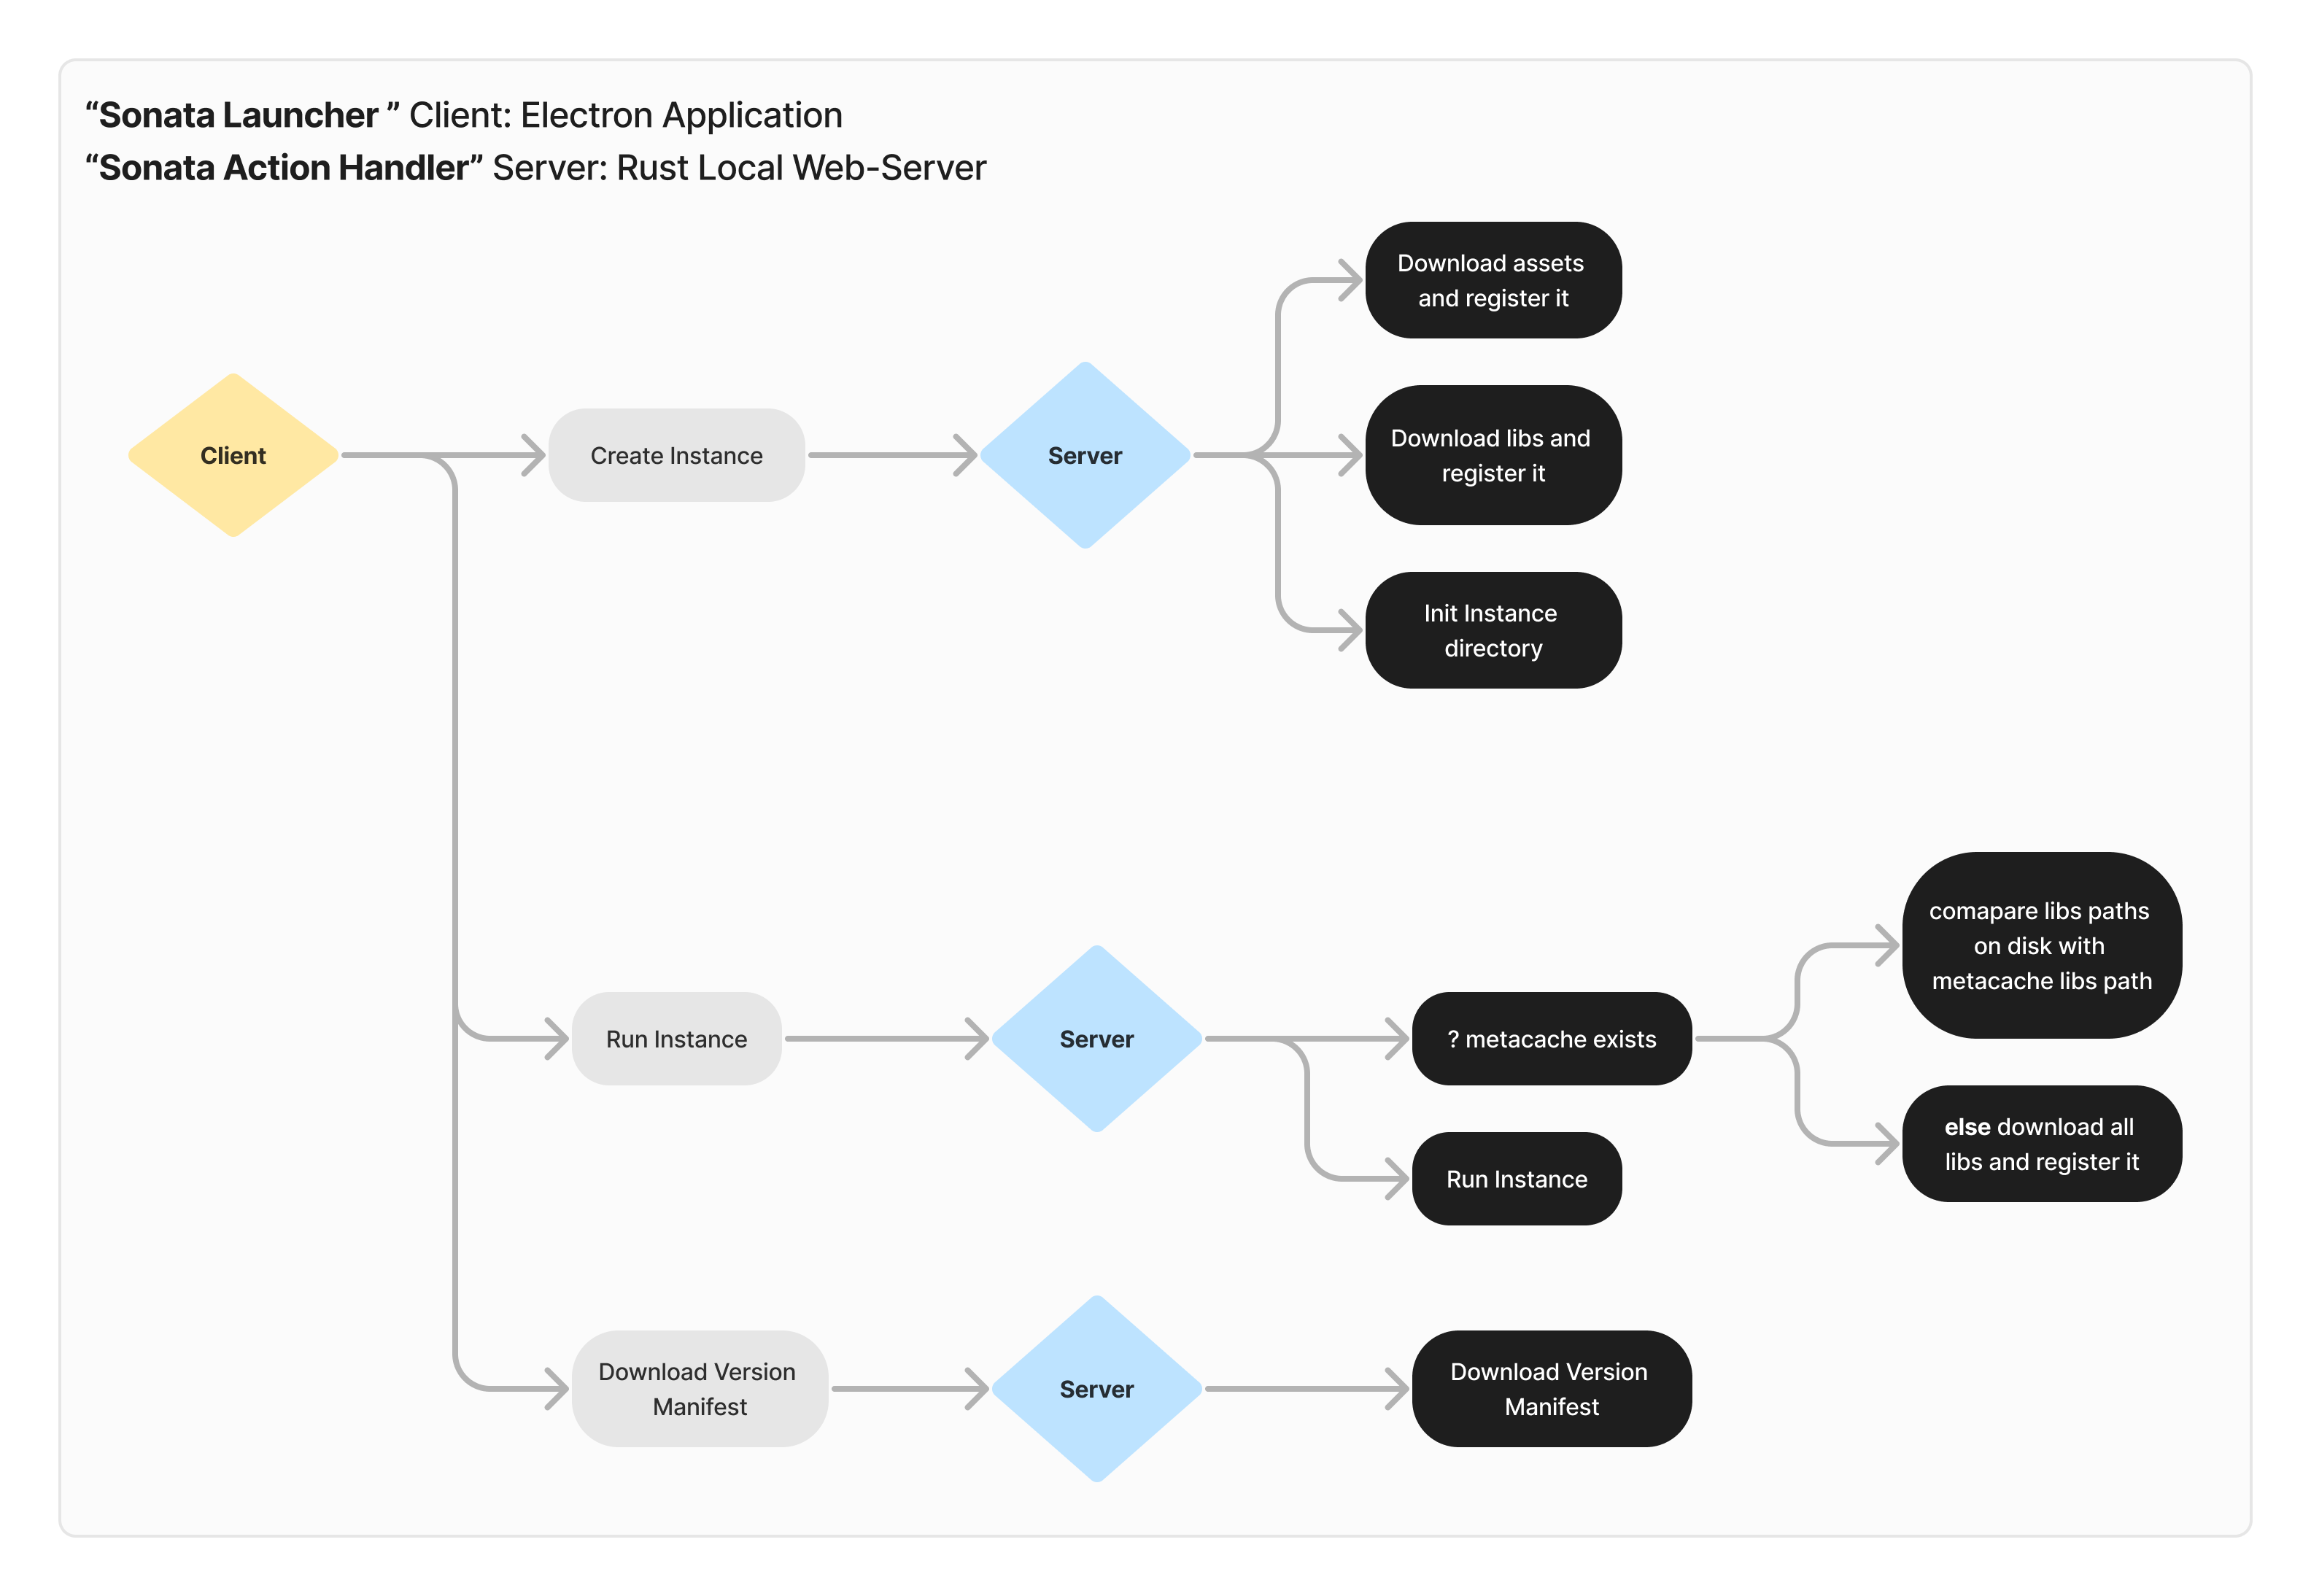 “Sonata Launcher ” Client: Electron Application
“Sonata Action Handler” Server: Rust Local Web-Server
Download assets
and register it
Client
Create Instance
Server
Download libs and
register it
Init Instance
directory
comapare libs paths
on disk with
metacache libs path
Run Instance
Server
? metacache exists
else download all
libs and register it
Run Instance
Download Version
Manifest
Server
Download Version
Manifest